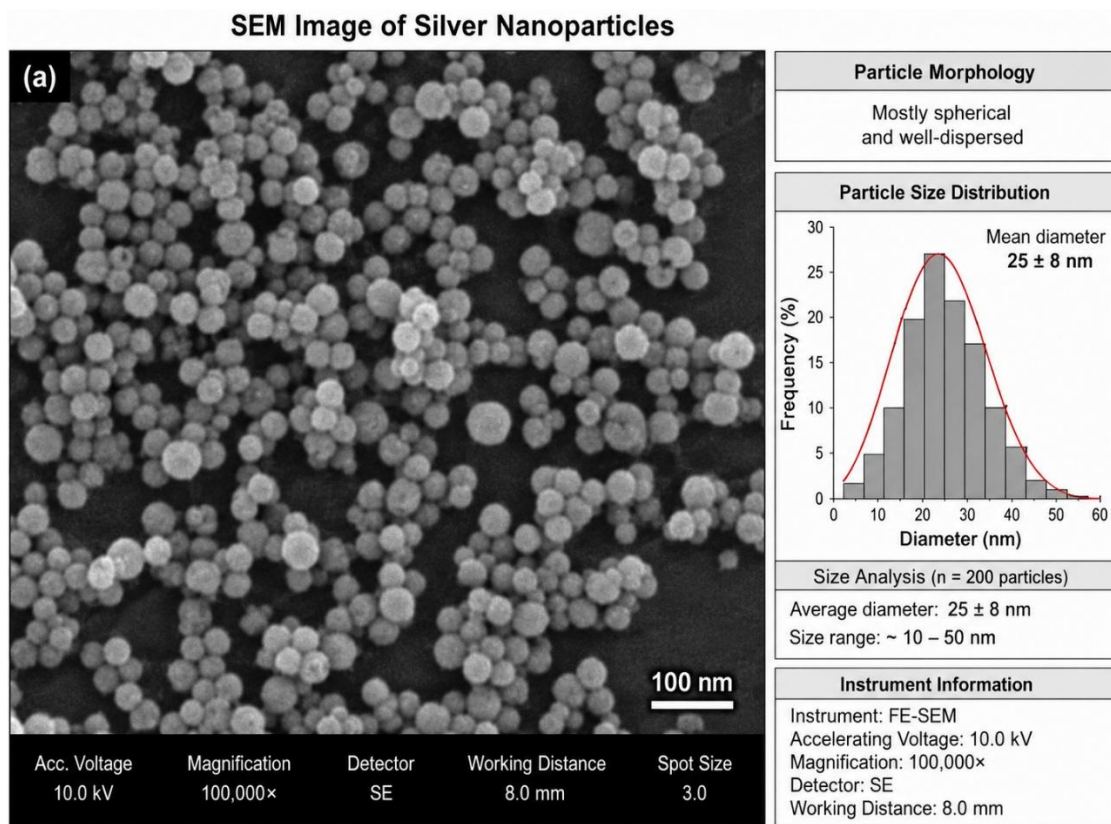 SEM Image of Silver Nanoparticles
(a)
100 nm
Acc. Voltage Magnification Detector Working Distance Spot Size
10.0 kV 100,000× SE 8.0 mm 3.0
Particle Morphology
Mostly spherical
and well-dispersed
Particle Size Distribution
Mean diameter
25 ± 8 nm
Frequency (%)
30
25
20
15
10
5
0
0 10 20 30 40 50 60
Diameter (nm)
Size Analysis (n = 200 particles)
Average diameter: 25 ± 8 nm
Size range: ~ 10 – 50 nm
Instrument Information
Instrument: FE-SEM
Accelerating Voltage: 10.0 kV
Magnification: 100,000×
Detector: SE
Working Distance: 8.0 mm